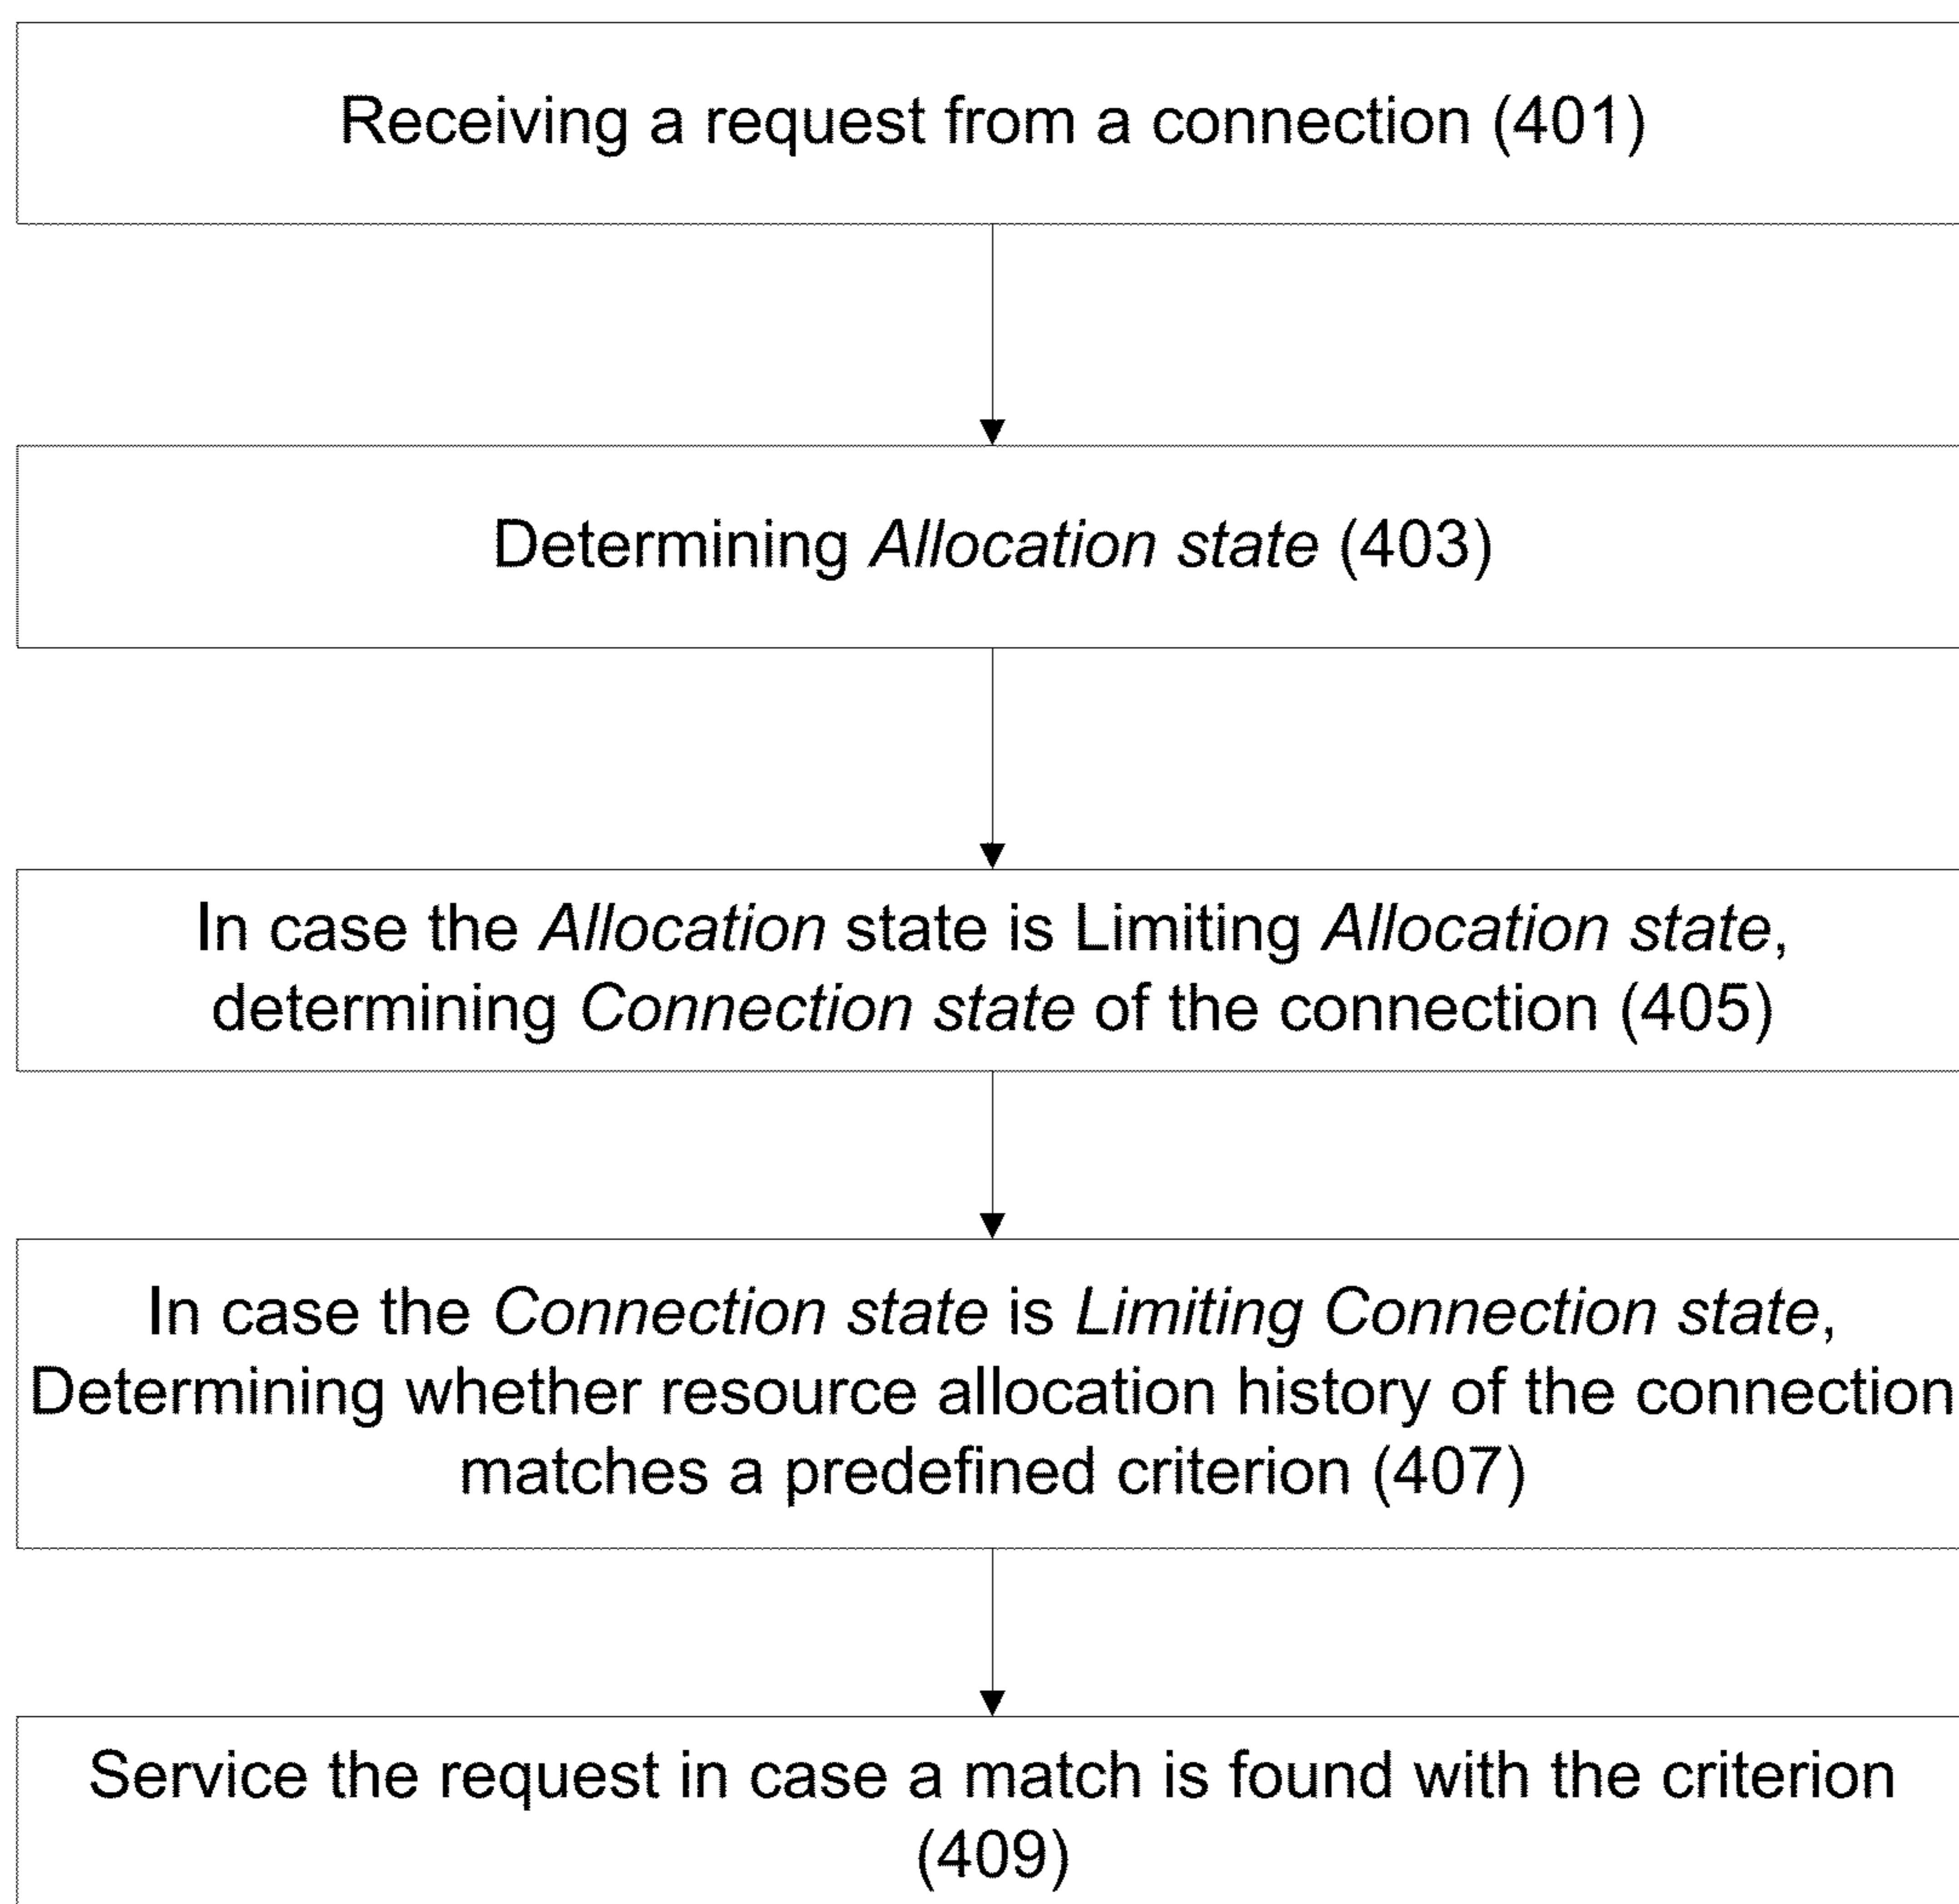 Receiving a request from a connection (401)
Determining Allocation state (403)
In case the Allocation state is Limiting Allocation state,
determining Connection state of the connection (405)
In case the Connection state is Limiting Connection state,
Determining whether resource allocation history of the connection
matches a predefined criterion (407)
Service the request in case a match is found with the criterion
(409)